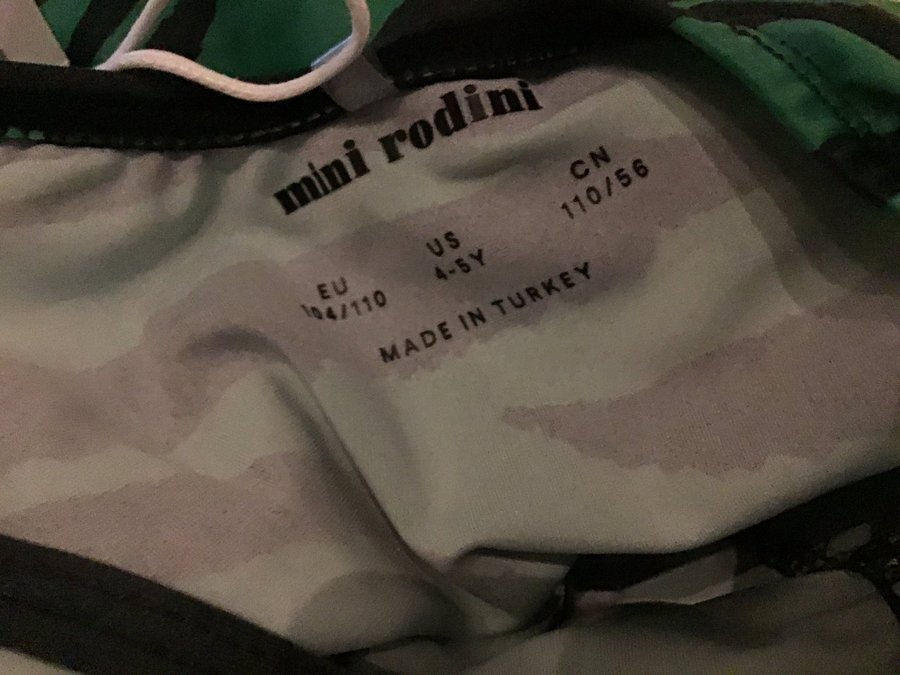 mini rodini
EU
104/110
US
4-5Y
CN
110/56
MADE IN TURKEY